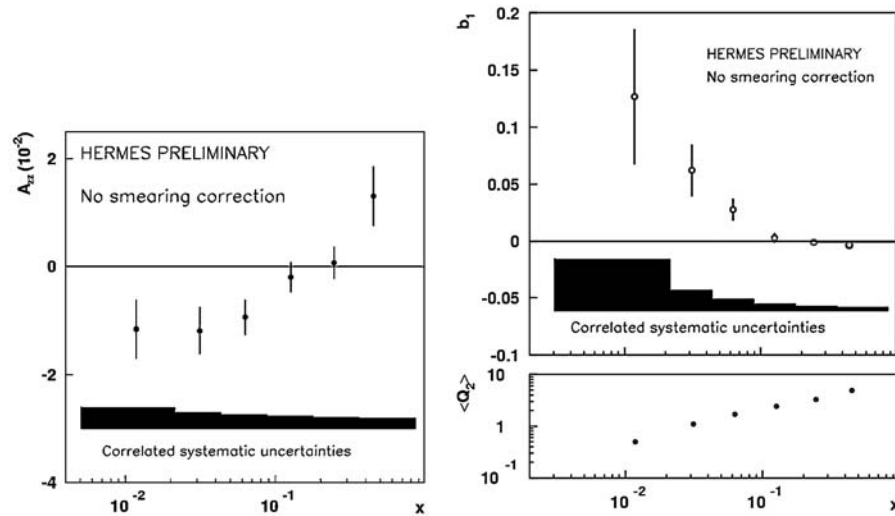 A_zz (10^-2)
2
0
-2
-4
HERMES PRELIMINARY
No smearing correction
Correlated systematic uncertainties
10^-2
10^-1
x
b_1
0.2
0.15
0.1
0.05
0
-0.05
-0.1
HERMES PRELIMINARY
No smearing correction
Correlated systematic uncertainties
<Q_2>
10
1
10^-1
10^-2
10^-1
x